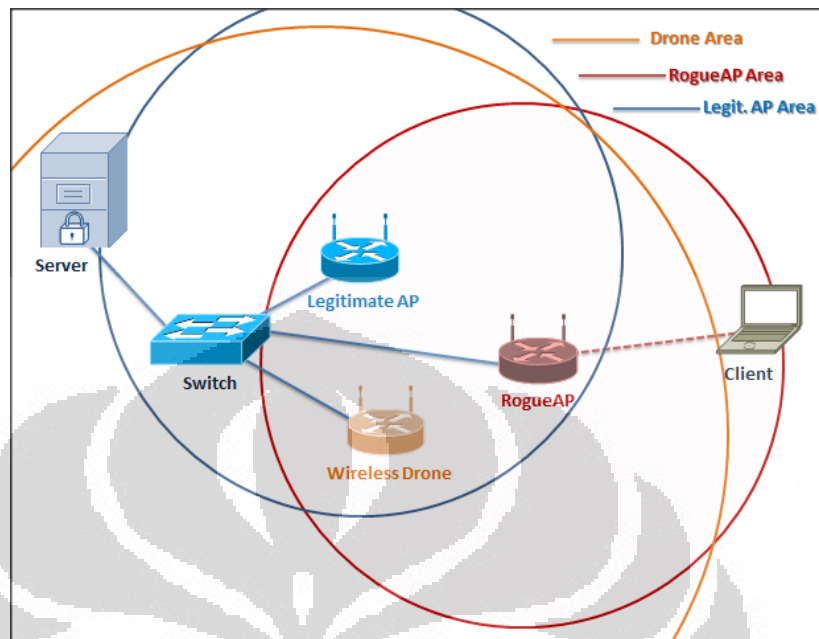 Drone Area
RogueAP Area
Legit. AP Area
Server
Legitimate AP
Switch
RogueAP
Client
Wireless Drone